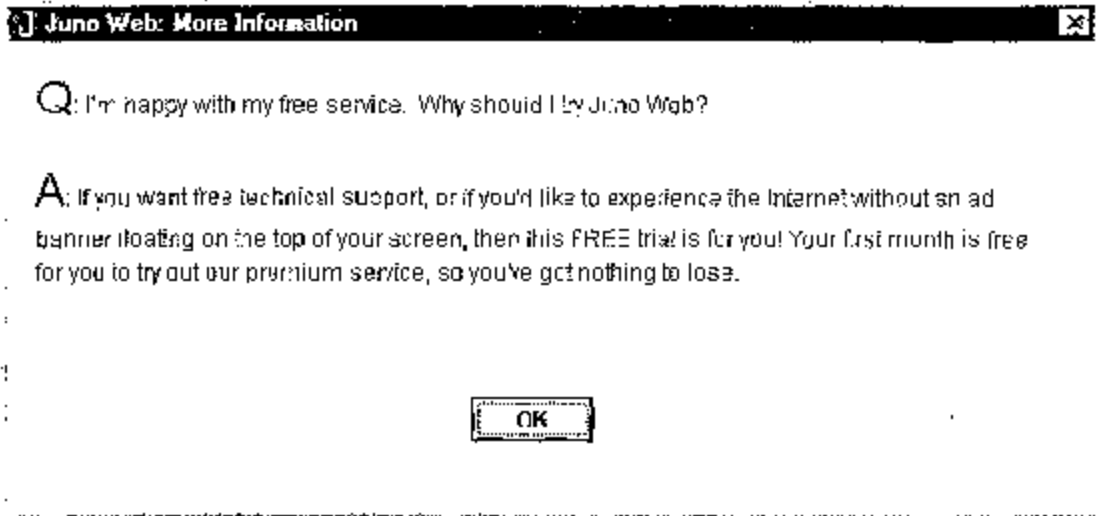 Juno Web: More Information
Q: I'm happy with my free service. Why should I try Juno Web?
A: If you want free technical support, or if you'd like to experience the Internet without an ad
banner floating on the top of your screen, then this FREE trial is for you! Your first month is free
for you to try out our premium service, so you've got nothing to lose.
OK